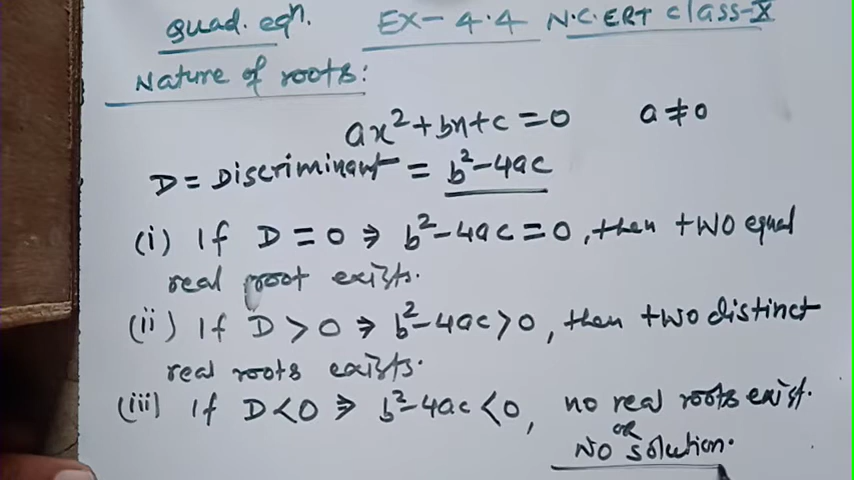 Quad. eqn. EX- 4.4 N.C.ERT Class-X
Nature of roots:
ax²+bx+c=0 a≠0
D= Discriminant = b²-4ac
(i) If D=0 ⇒ b²-4ac=0, then two equal
real root exists.
(ii) If D>0 ⇒ b²-4ac>0, then two distinct
real roots exists.
(iii) If D<0 ⇒ b²-4ac<0, no real roots exist.
OR
No solution.